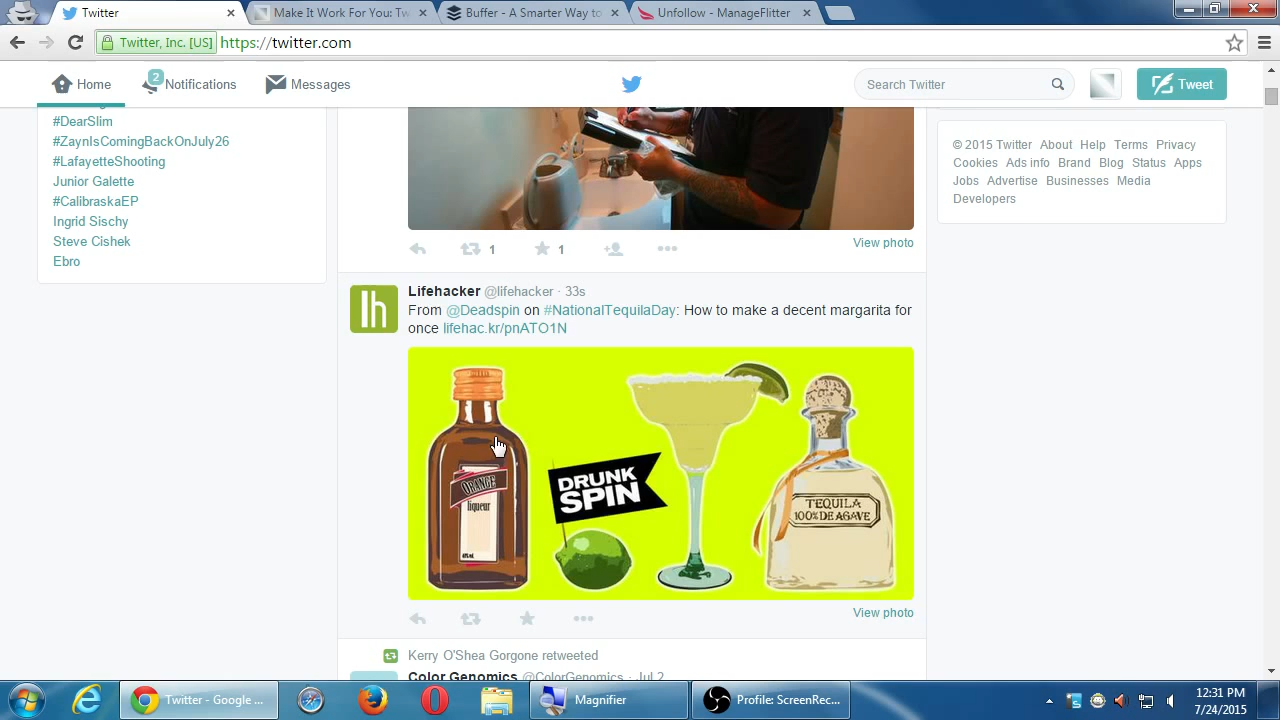 Twitter
Make It Work For You: Tw
Buffer - A Smarter Way to
Unfollow - ManageFlitter
Twitter, Inc. [US]
https://twitter.com
Home
2
Notifications
Messages
Search Twitter
Tweet
#DearSlim
#ZaynIsComingBackOnJuly26
#LafayetteShooting
Junior Galette
#CalibraskaEP
Ingrid Sischy
Steve Cishek
Ebro
1
1
View photo
Lifehacker @lifehacker · 33s
From @Deadspin on #NationalTequilaDay: How to make a decent margarita for
once lifehac.kr/pnATO1N
ORANGE
liqueur
DRUNK
SPIN
TEQUILA
100% DE AGAVE
View photo
Kerry O'Shea Gorgone retweeted
Color Genomics @ColorGenomics · Jul 2
© 2015 Twitter About Help Terms Privacy
Cookies Ads info Brand Blog Status Apps
Jobs Advertise Businesses Media
Developers
Twitter - Google ...
Magnifier
Profile: ScreenRec...
12:31 PM
7/24/2015